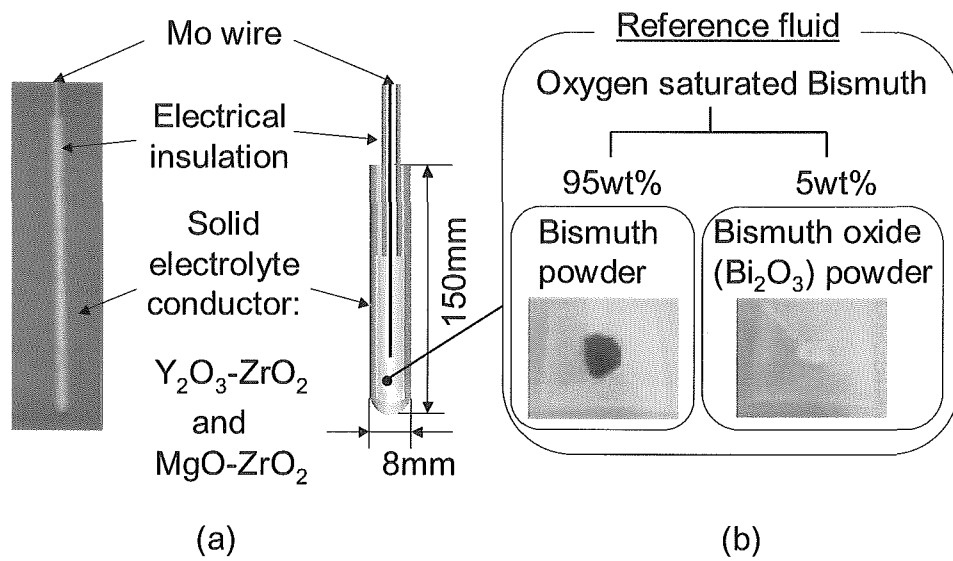 Mo wire
Electrical
insulation
Solid
electrolyte
conductor:
Y₂O₃-ZrO₂
and
MgO-ZrO₂
150mm
8mm
(a)
Reference fluid
Oxygen saturated Bismuth
95wt%
5wt%
Bismuth
powder
Bismuth oxide
(Bi₂O₃) powder
(b)